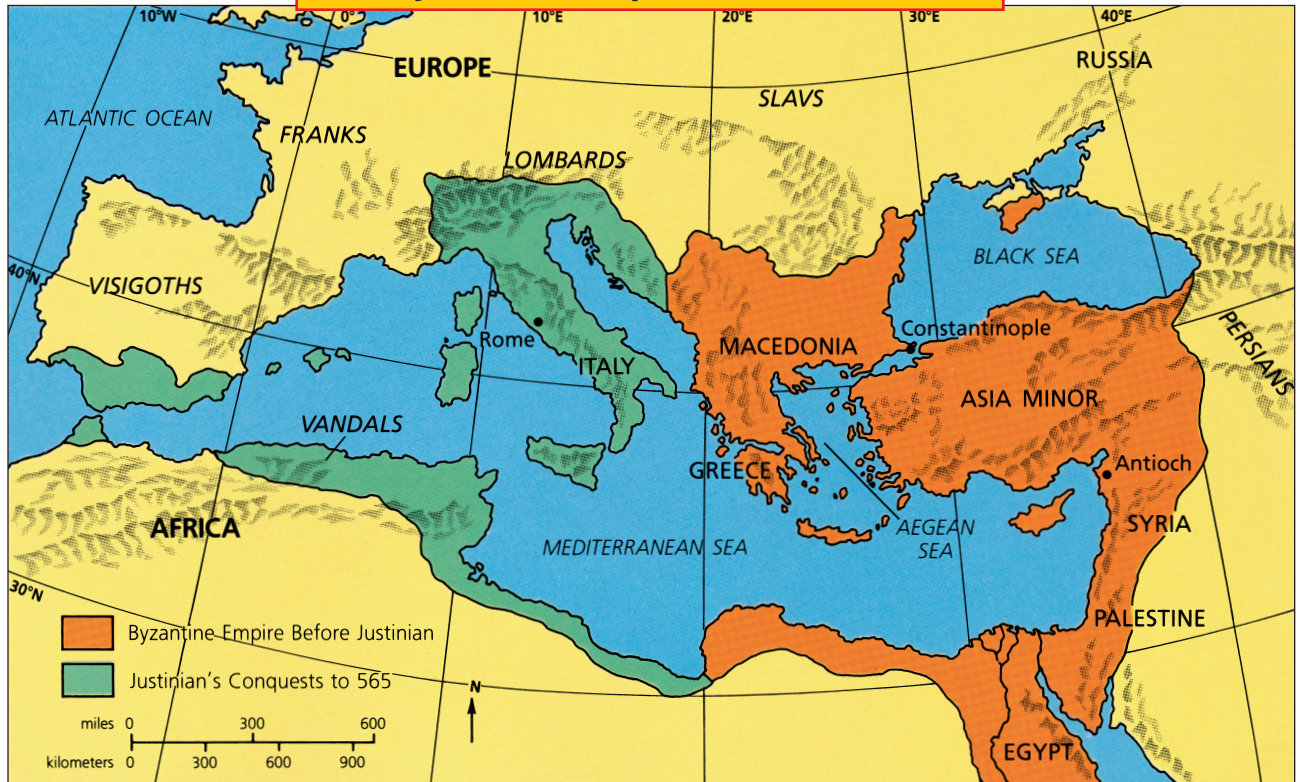 10°W
0°
10°E
20°E
30°E
40°E
EUROPE
RUSSIA
SLAVS
ATLANTIC OCEAN
FRANKS
LOMBARDS
BLACK SEA
40°N
VISIGOTHS
PERSIANS
Constantinople
Rome
MACEDONIA
ITALY
ASIA MINOR
VANDALS
GREECE
Antioch
AFRICA
SYRIA
AEGEAN
SEA
MEDITERRANEAN SEA
30°N
PALESTINE
Byzantine Empire Before Justinian
Justinian's Conquests to 565
N
miles 0 300 600
kilometers 0 300 600 900
EGYPT